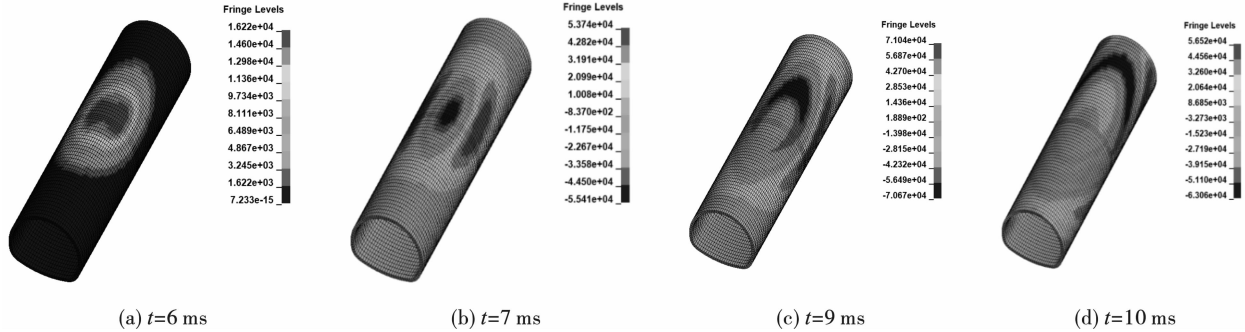 Fringe Levels
1.622e+04
1.460e+04
1.298e+04
1.136e+04
9.734e+03
8.111e+03
6.489e+03
4.867e+03
3.245e+03
1.622e+03
7.233e-15
(a) t=6 ms
Fringe Levels
5.374e+04
4.282e+04
3.191e+04
2.099e+04
1.008e+04
-8.370e+02
-1.175e+04
-2.267e+04
-3.358e+04
-4.450e+04
-5.541e+04
(b) t=7 ms
Fringe Levels
7.104e+04
5.687e+04
4.270e+04
2.853e+04
1.436e+04
1.889e+02
-1.398e+04
-2.815e+04
-4.232e+04
-5.649e+04
-7.067e+04
(c) t=9 ms
Fringe Levels
5.652e+04
4.456e+04
3.260e+04
2.064e+04
8.685e+03
-3.273e+03
-1.523e+04
-2.719e+04
-3.915e+04
-5.110e+04
-6.306e+04
(d) t=10 ms